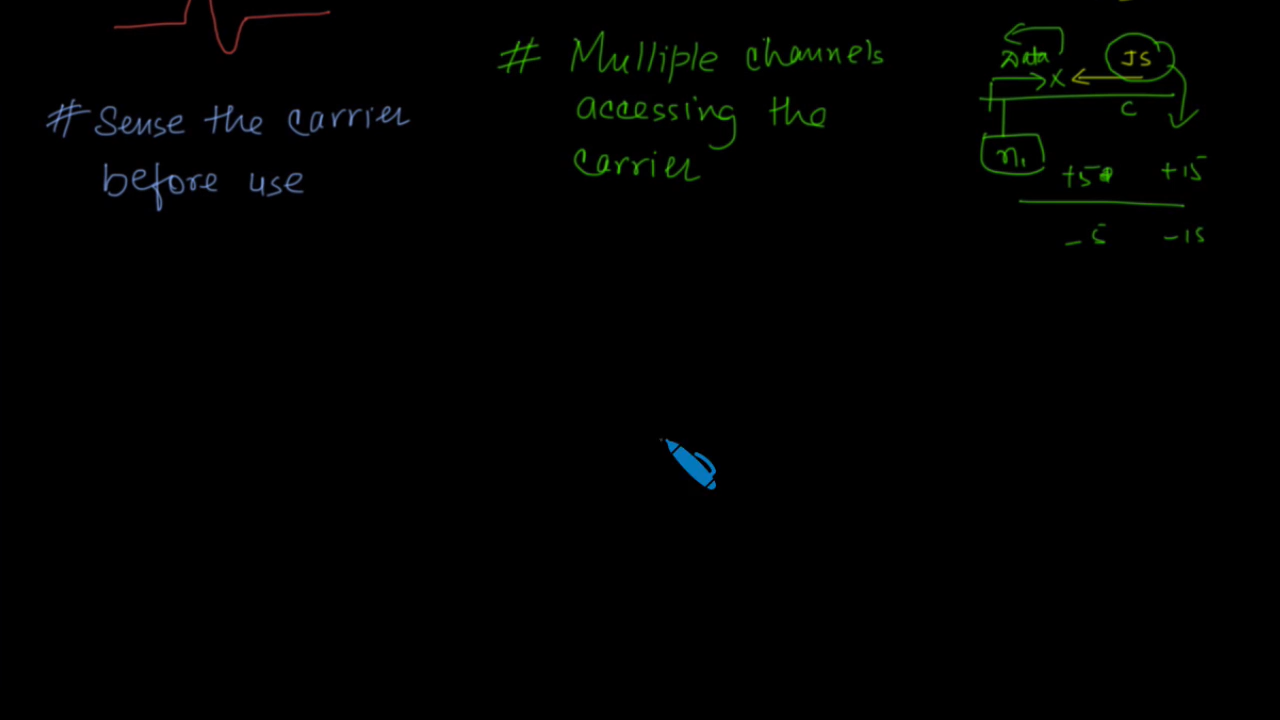 # Sense the carrier
before use
# Mulliple channels
accessing the
carrier
Data
X
JS
C
n1
+5 +15
-5 -15